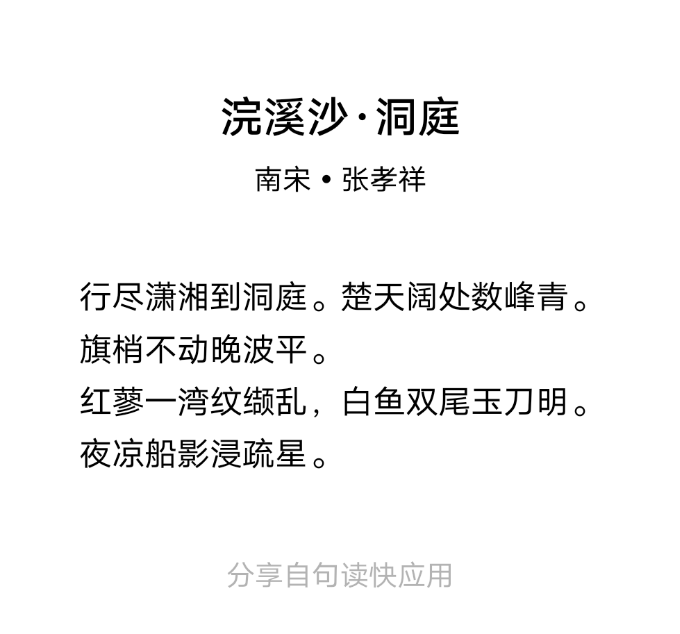 浣溪沙·洞庭
南宋•张孝祥
行尽潇湘到洞庭。楚天阔处数峰青。
旗梢不动晚波平。
红蓼一湾纹缬乱，白鱼双尾玉刀明。
夜凉船影浸疏星。
分享自句读快应用